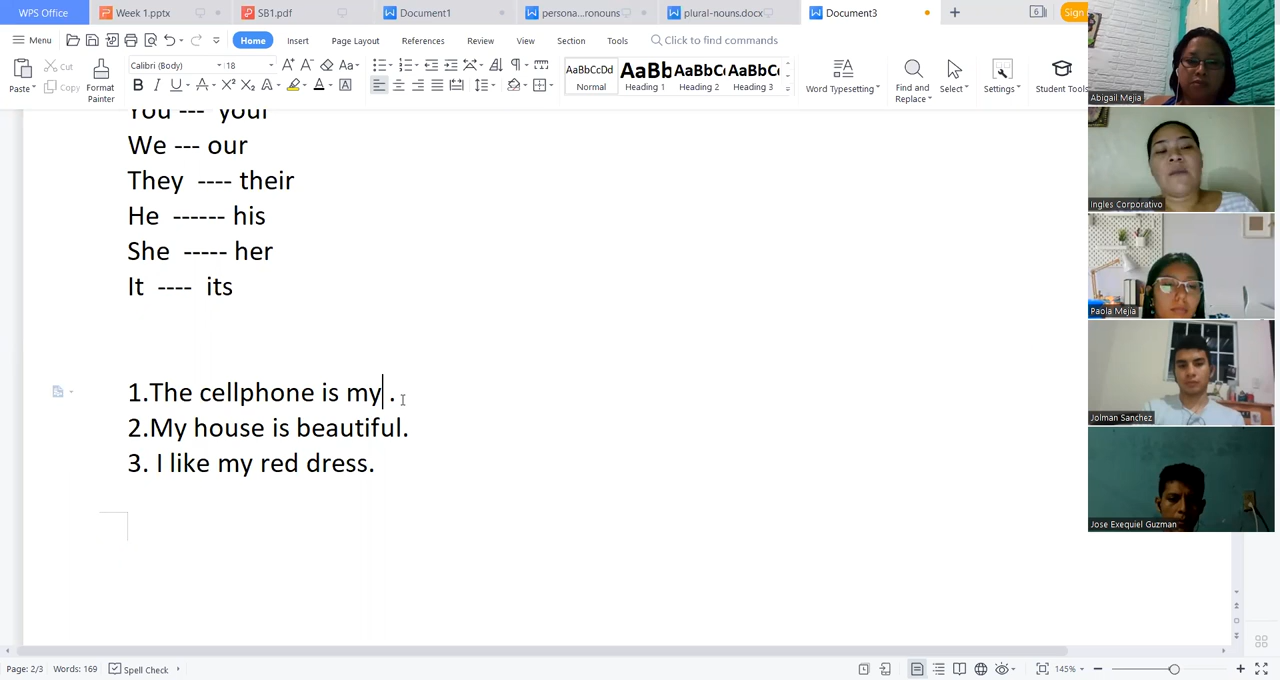 WPS Office Week 1.pptx SB1.pdf Document1 persona...ronouns plural-nouns.docx Document3 + Sign
Menu Home Insert Page Layout References Review View Section Tools Click to find commands
Paste Cut Copy Format Painter Calibri (Body) 18 AaBbCcDd Normal AaBb Heading 1 AaBbCc Heading 2 AaBbCc Heading 3 Word Typesetting Find and Replace Select Settings Student Tools
You --- your
We --- our
They ---- their
He ------ his
She ----- her
It ---- its
1.The cellphone is my .
2.My house is beautiful.
3. I like my red dress.
Abigail Mejia
Ingles Corporativo
Paola Mejia
Jolman Sanchez
Jose Exequiel Guzman
Page: 2/3 Words: 169 Spell Check 145%